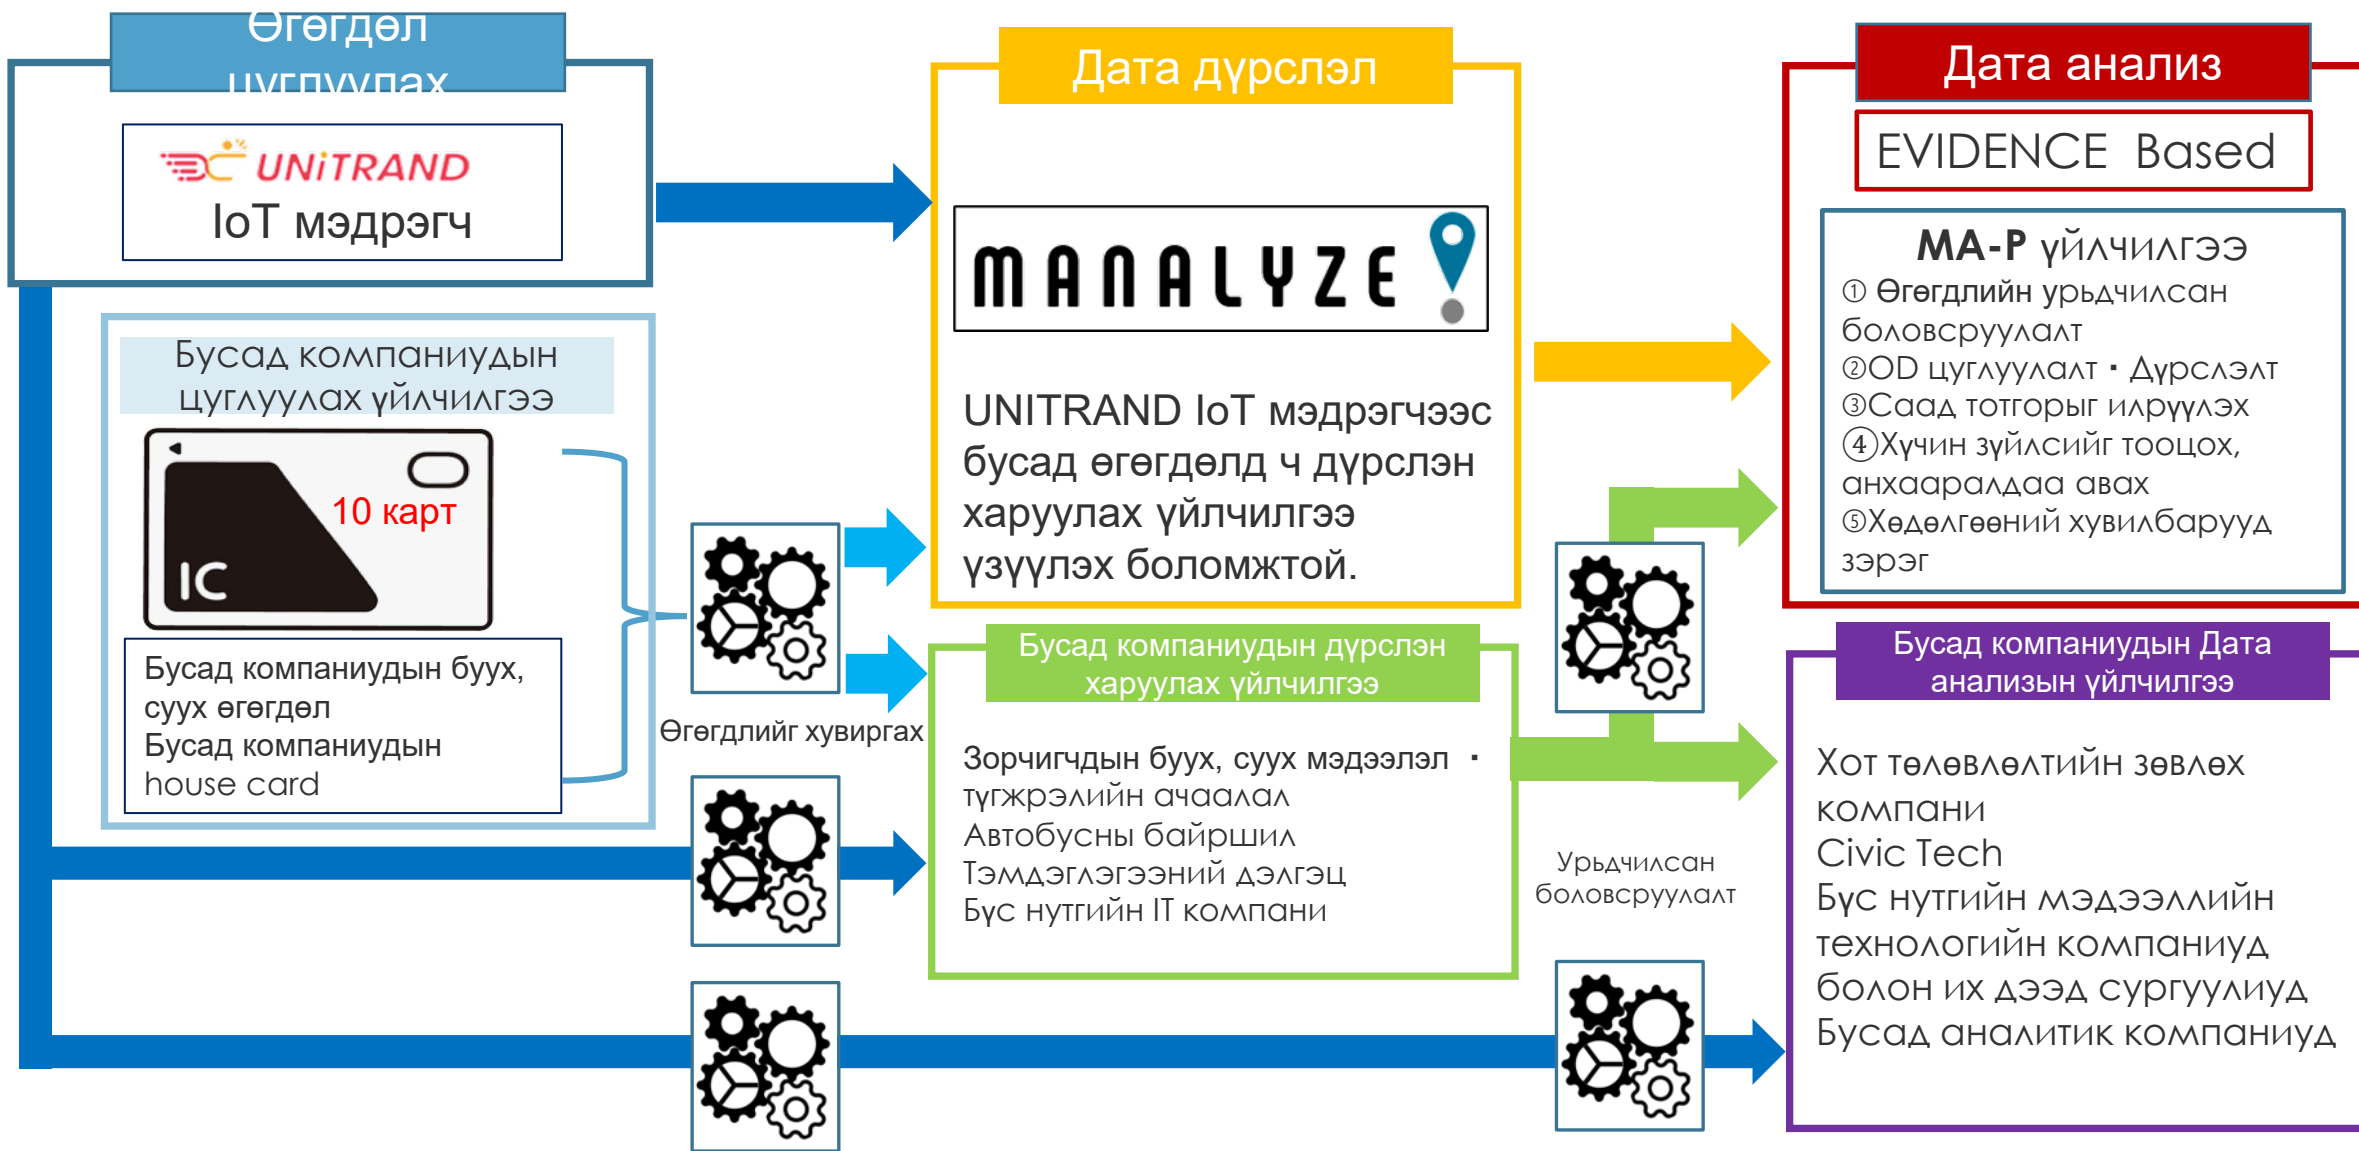 Өгөгдөл
цуглуулах
UNiTRAND
IoT мэдрэгч
Бусад компаниудын
цуглуулах үйлчилгээ
10 карт
IC
Бусад компаниудын буух,
суух өгөгдөл
Бусад компаниудын
house card
Өгөгдлийг хувиргах
Дата дүрслэл
MANALYZE
UNITRAND IoT мэдрэгчээс
бусад өгөгдөлд ч дүрслэн
харуулах үйлчилгээ
үзүүлэх боломжтой.
Бусад компаниудын дүрслэн
харуулах үйлчилгээ
Зорчигчдын буух, суух мэдээлэл ・
түгжрэлийн ачаалал
Автобусны байршил
Тэмдэглэгээний дэлгэц
Бүс нутгийн IT компани
Урьдчилсан
боловсруулалт
Дата анализ
EVIDENCE Based
MA-P үйлчилгээ
① Өгөгдлийн урьдчилсан
боловсруулалт
②OD цуглуулалт・Дүрслэлт
③Саад тотгорыг илрүүлэх
④Хүчин зүйлсийг тооцох,
анхааралдаа авах
⑤Хөдөлгөөний хувилбарууд
зэрэг
Бусад компаниудын Дата
анализын үйлчилгээ
Хот төлөвлөлтийн зөвлөх
компани
Civic Tech
Бүс нутгийн мэдээллийн
технологийн компаниуд
болон их дээд сургуулиуд
Бусад аналитик компаниуд